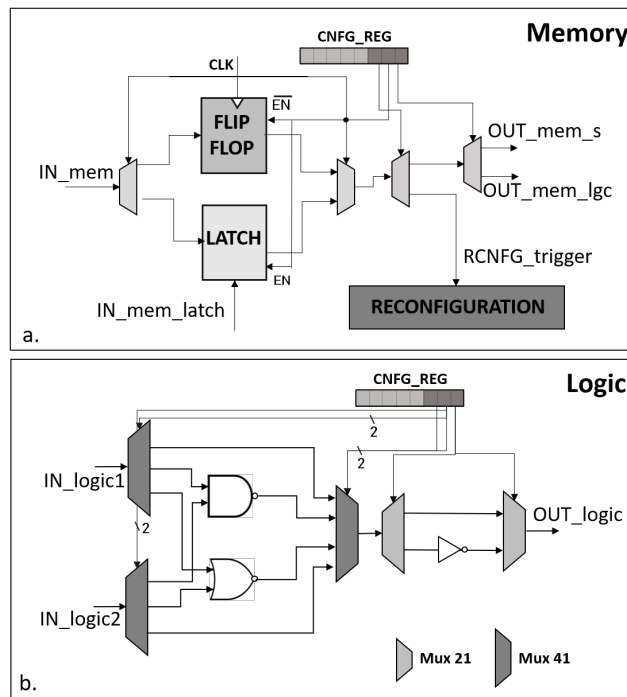 CNFG_REG
Memory
CLK
EN
FLIP
FLOP
OUT_mem_s
IN_mem
OUT_mem_lgc
LATCH
RCNFG_trigger
EN
IN_mem_latch
RECONFIGURATION
a.
CNFG_REG
Logic
2
2
IN_logic1
OUT_logic
2
IN_logic2
Mux 21
Mux 41
b.